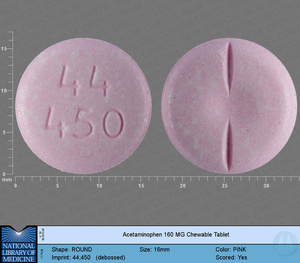 44
450
15
10
5
0
mm
0
5
10
15
20
25
30
35
Acetaminophen 160 MG Chewable Tablet
Shape: ROUND Size: 16mm Color: PINK
Imprint: 44;450 (debossed) Scored: Yes
NATIONAL
LIBRARY OF
MEDICINE